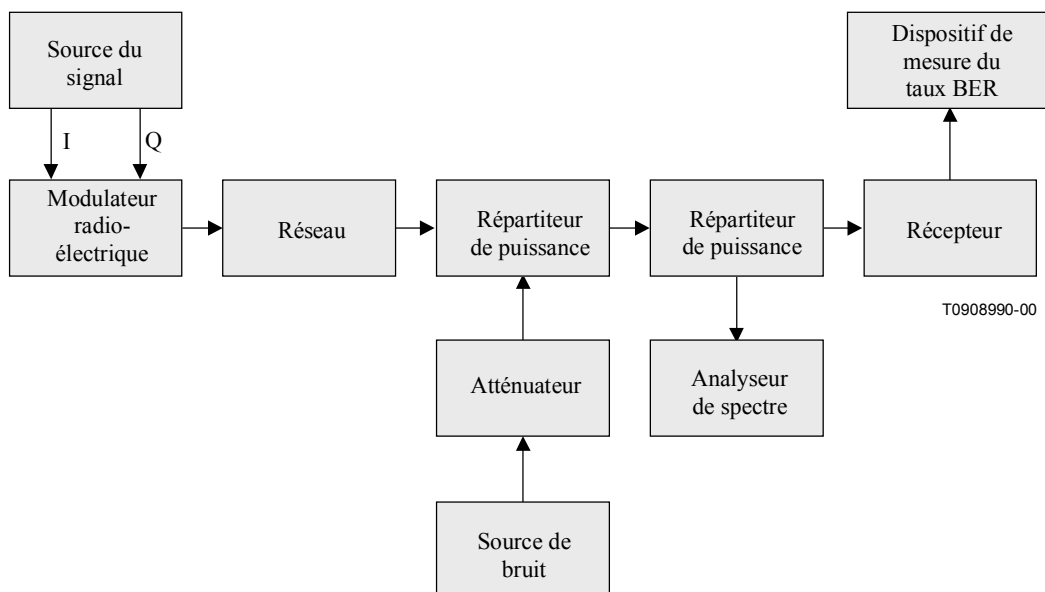 Source du
signal
Dispositif de
mesure du
taux BER
I
Q
Modulateur
radio-
électrique
Réseau
Répartiteur
de puissance
Répartiteur
de puissance
Récepteur
T0908990-00
Atténuateur
Analyseur
de spectre
Source de
bruit